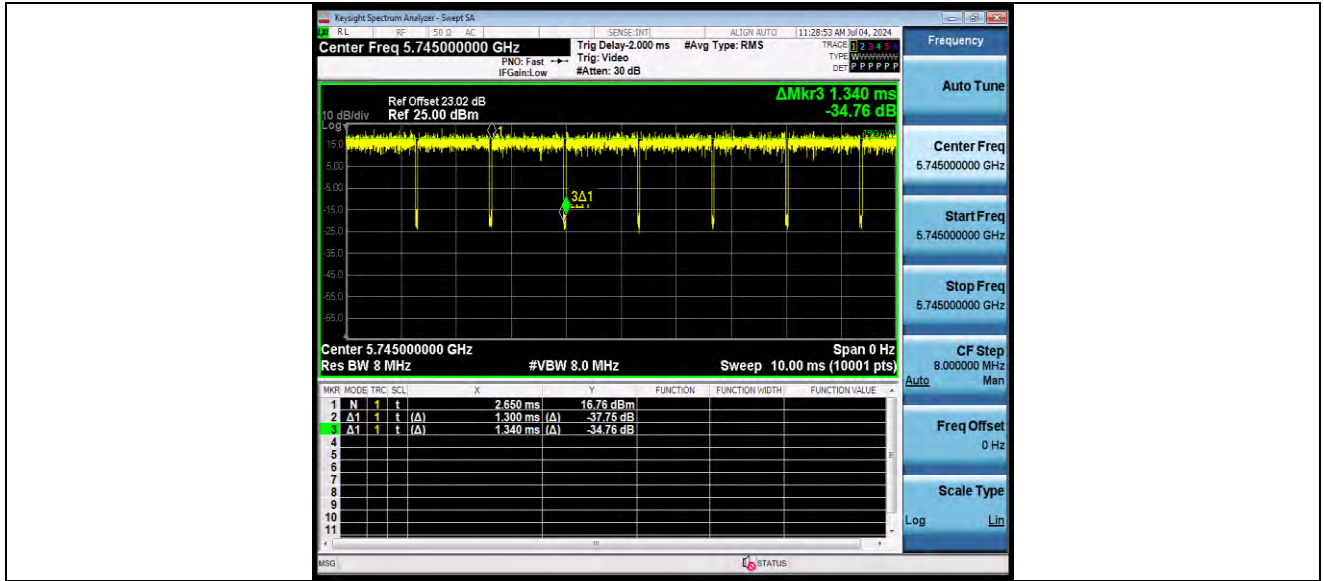 Keysight Spectrum Analyzer - Swept SA
RL RF 50 Ω AC SENSE:INT ALIGN AUTO 11:28:53 AM Jul 04, 2024
Center Freq 5.745000000 GHz
PNO: Fast
IFGain:Low
Trig Delay-2.000 ms
Trig: Video
#Atten: 30 dB
#Avg Type: RMS
TRACE 1 2 3 4 5 6
TYPE WWWWWW
DET P P P P P P
Ref Offset 23.02 dB
10 dB/div Ref 25.00 dBm
Log
ΔMkr3 1.340 ms
-34.76 dB
15.0
5.00
-5.00
-15.0
-25.0
-35.0
-45.0
-55.0
-65.0
1
3Δ1
Center 5.745000000 GHz Span 0 Hz
Res BW 8 MHz #VBW 8.0 MHz Sweep 10.00 ms (10001 pts)
MKR MODE TRC SCL X Y FUNCTION FUNCTION WIDTH FUNCTION VALUE
1 N 1 t 2.650 ms 16.76 dBm
2 Δ1 1 t (Δ) 1.300 ms (Δ) -37.75 dB
3 Δ1 1 t (Δ) 1.340 ms (Δ) -34.76 dB
4
5
6
7
8
9
10
11
MSG STATUS
Frequency
Auto Tune
Center Freq
5.745000000 GHz
Start Freq
5.745000000 GHz
Stop Freq
5.745000000 GHz
CF Step
8.000000 MHz
Auto Man
Freq Offset
0 Hz
Scale Type
Log Lin